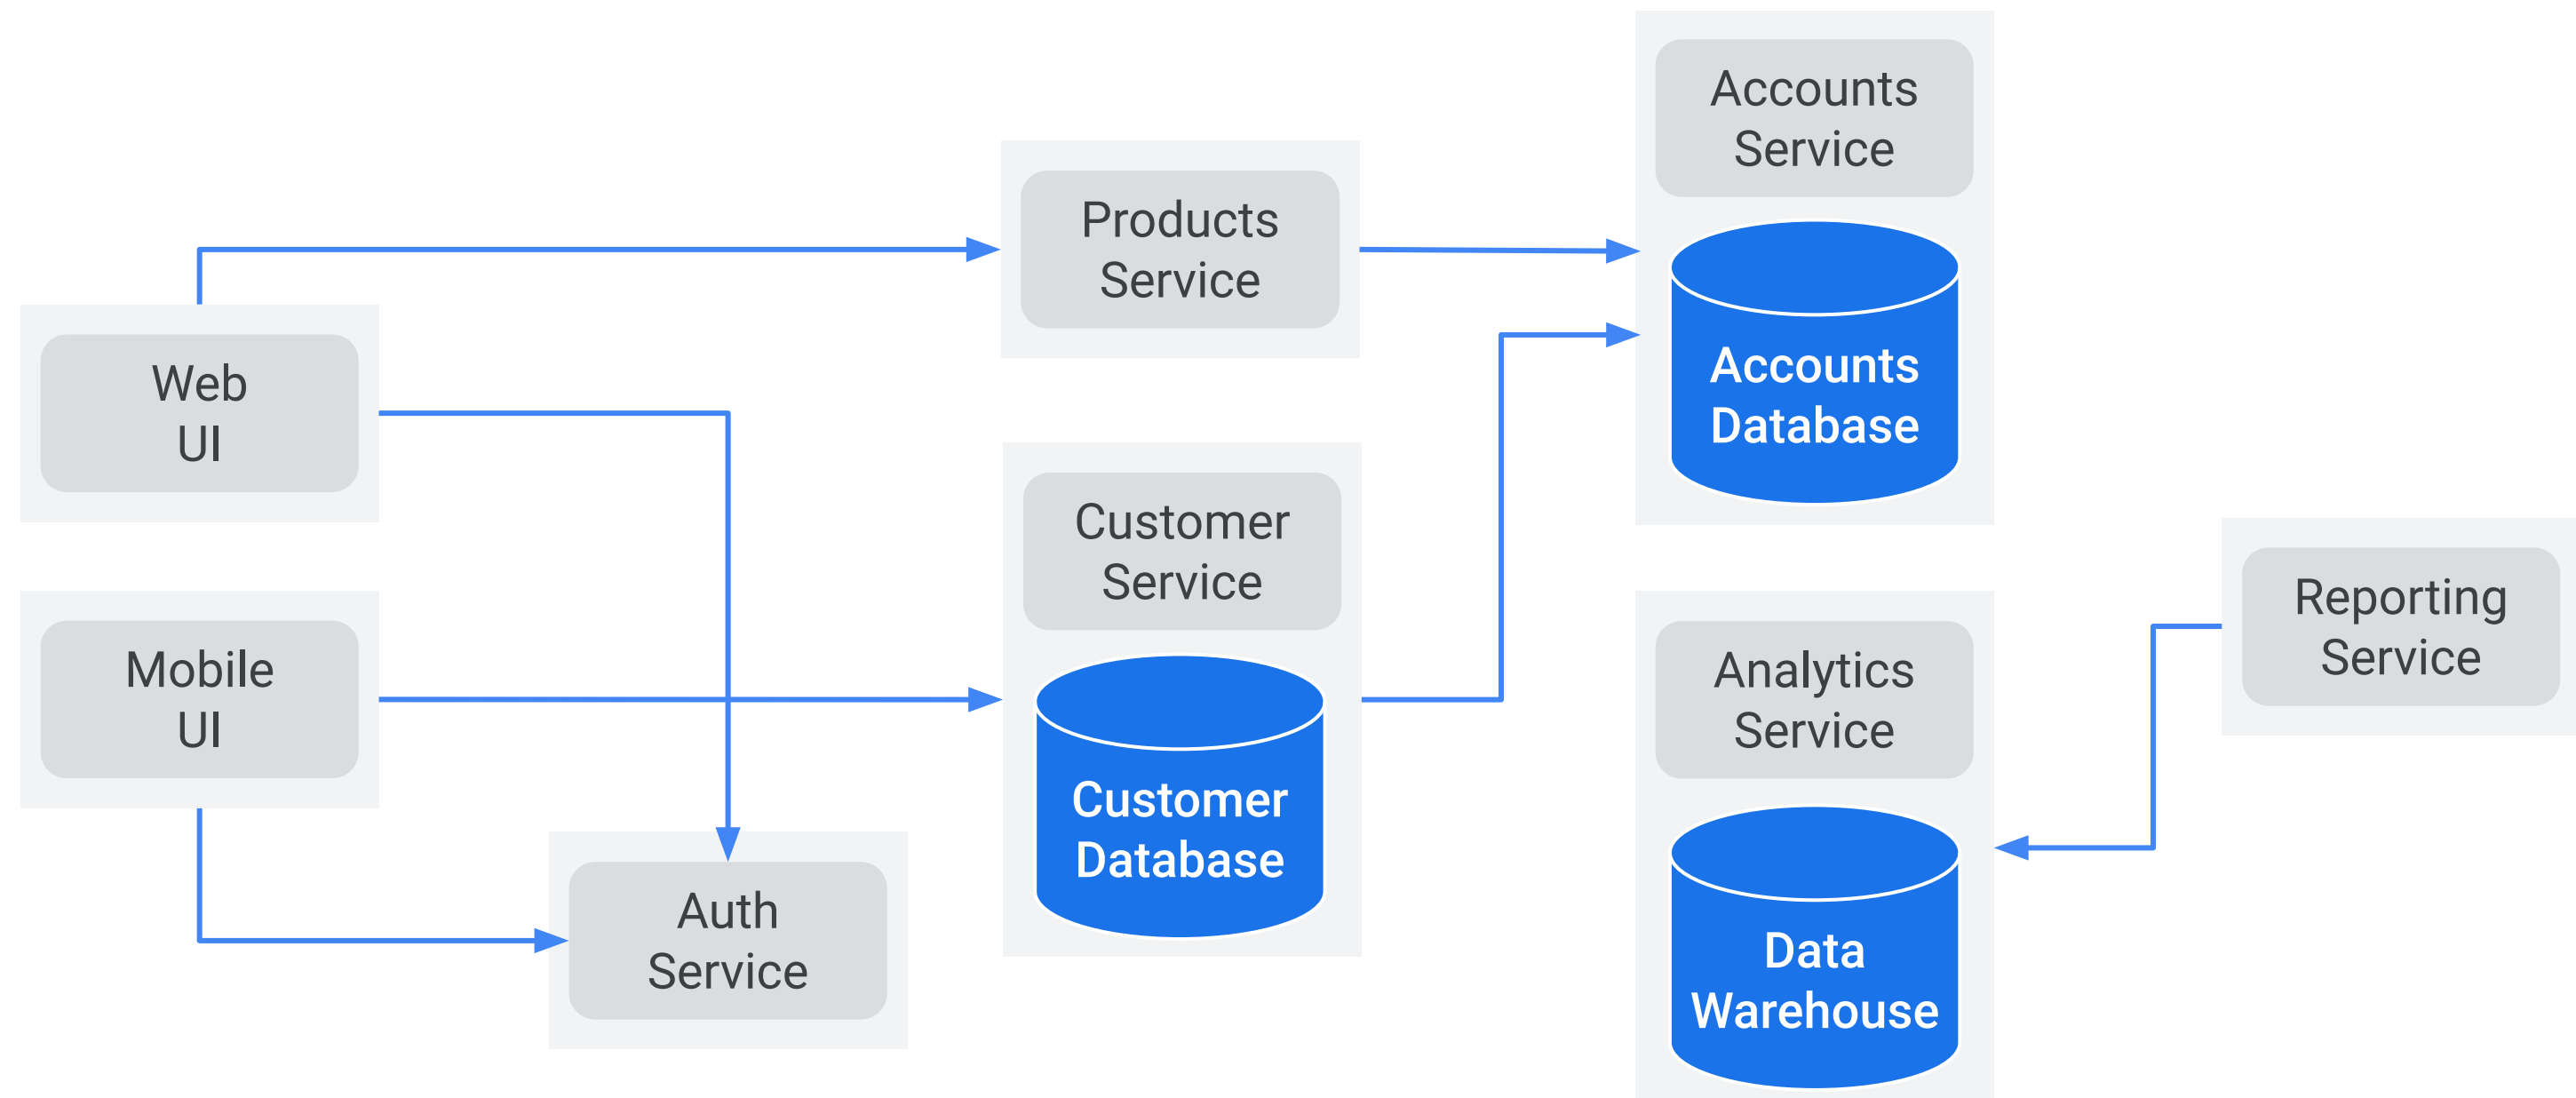 Web
UI
Mobile
UI
Auth
Service
Products
Service
Customer
Service
Customer
Database
Accounts
Service
Accounts
Database
Analytics
Service
Data
Warehouse
Reporting
Service